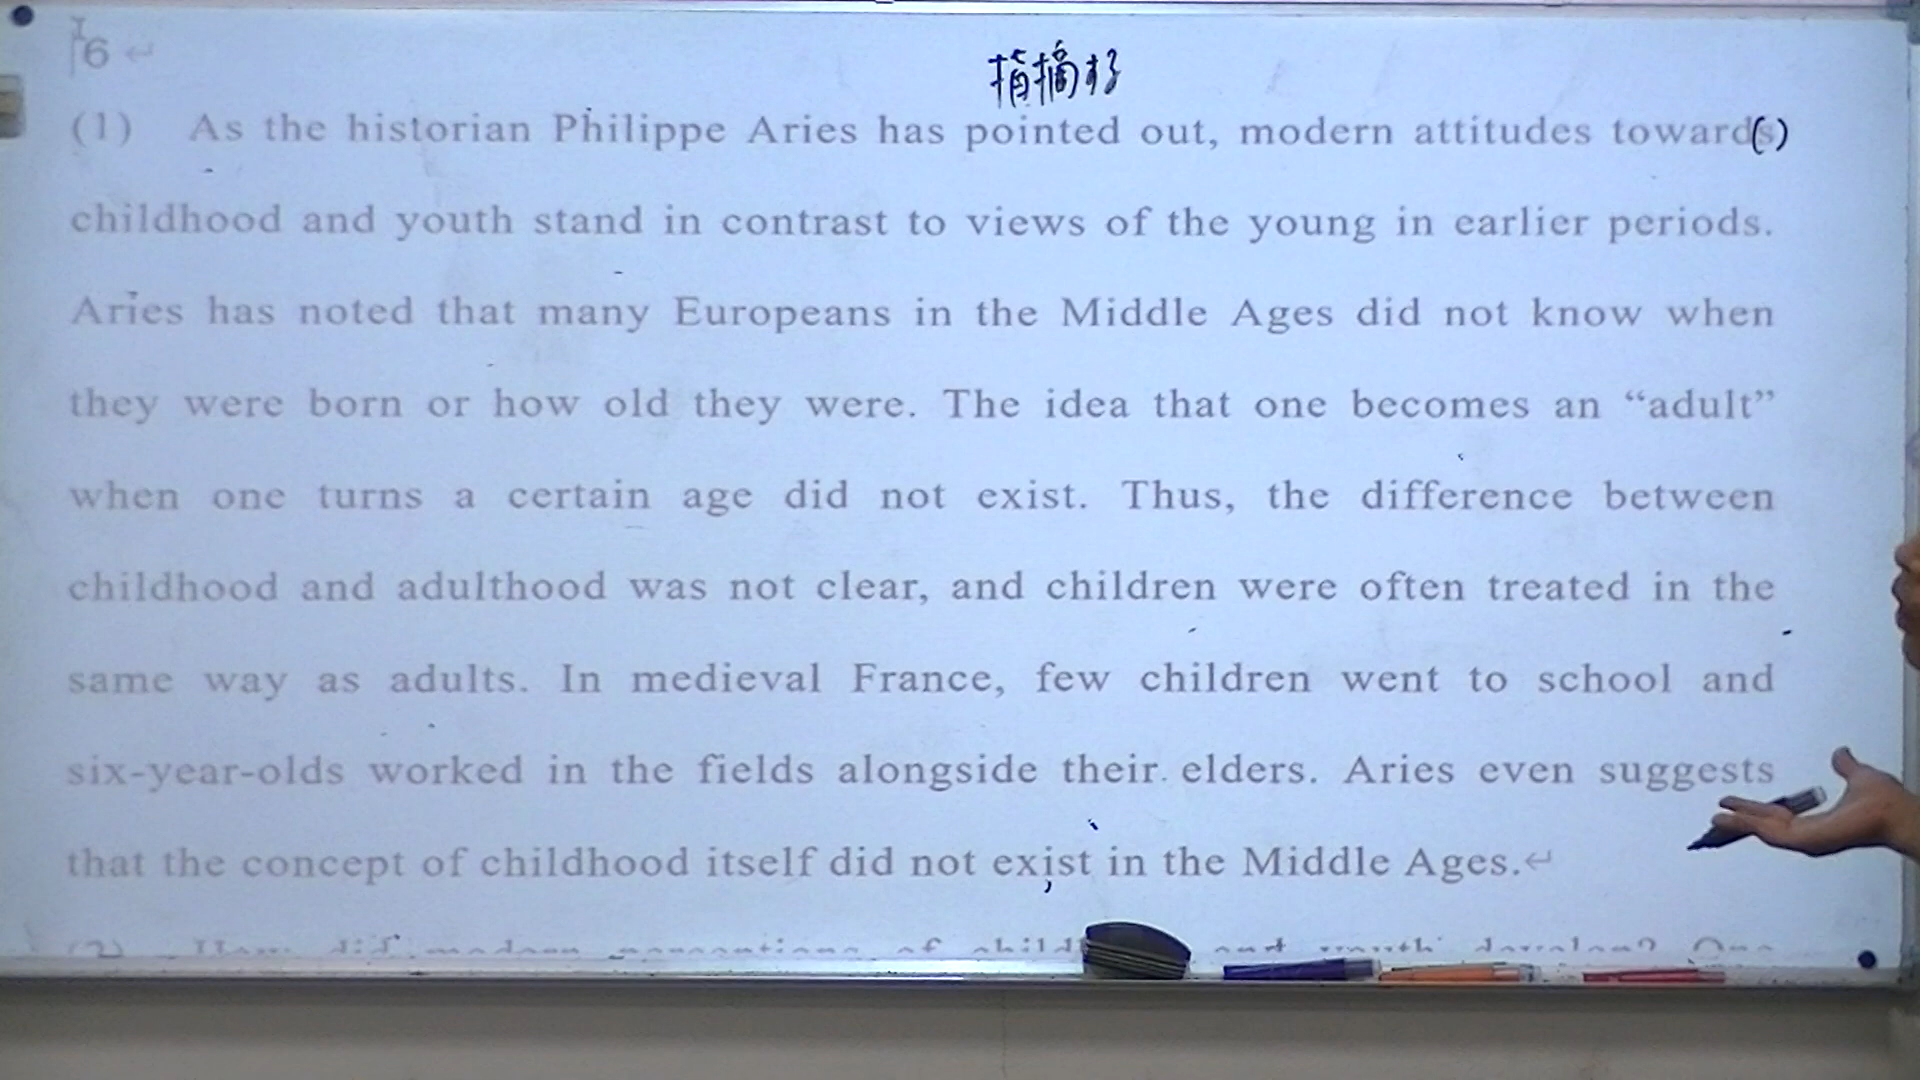 6
指摘する
(1) As the historian Philippe Aries has pointed out, modern attitudes toward(s)
childhood and youth stand in contrast to views of the young in earlier periods.
Aries has noted that many Europeans in the Middle Ages did not know when
they were born or how old they were. The idea that one becomes an “adult”
when one turns a certain age did not exist. Thus, the difference between
childhood and adulthood was not clear, and children were often treated in the
same way as adults. In medieval France, few children went to school and
six-year-olds worked in the fields alongside their elders. Aries even suggests
that the concept of childhood itself did not exist in the Middle Ages.